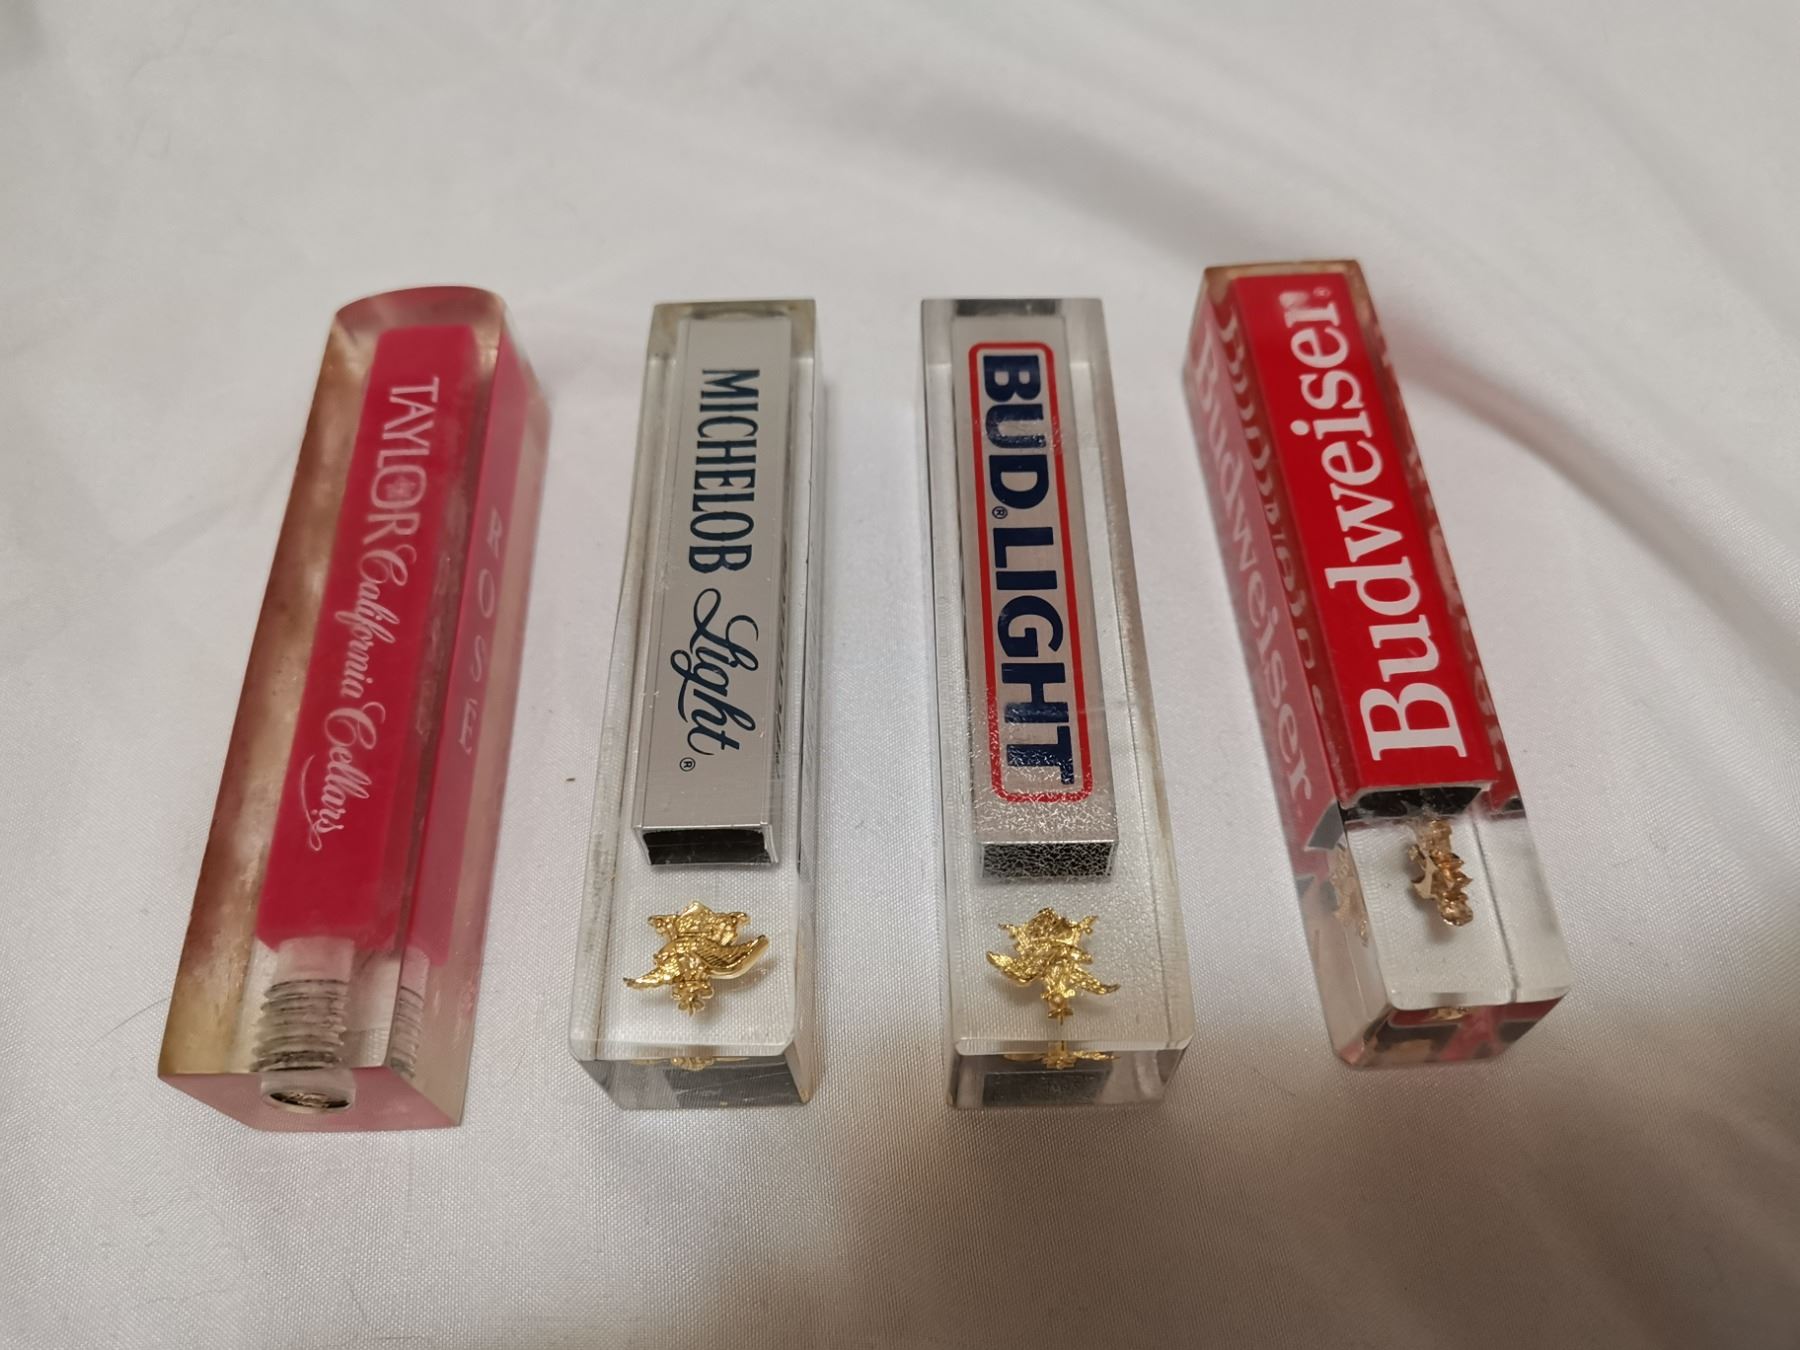 TAYLOR California Cellars
ROSE
MICHELOB Light®
BUD® LIGHT
Budweiser®
Budweiser